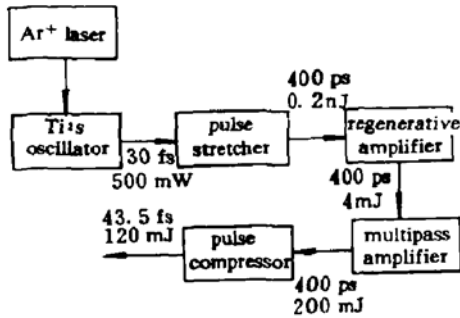 Ar⁺ laser
Ti:s
oscillator
30 fs
500 mW
pulse
stretcher
400 ps
0.2nJ
regenerative
amplifier
400 ps
4mJ
multipass
amplifier
400 ps
200 mJ
pulse
compressor
43.5 fs
120 mJ